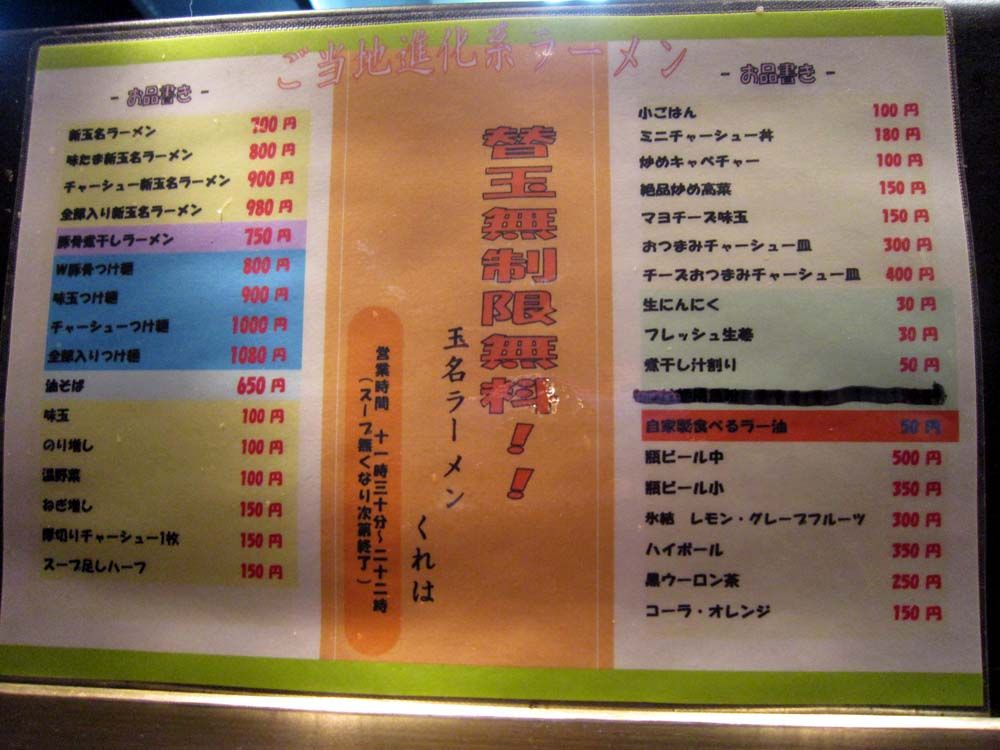 ご当地進化系ラーメン
- お品書き -
新玉名ラーメン 700円
味たま新玉名ラーメン 800円
チャーシュー新玉名ラーメン 900円
全部入り新玉名ラーメン 980円
豚骨煮干しラーメン 750円
W豚骨つけ麺 800円
味玉つけ麺 900円
チャーシューつけ麺 1000円
全部入りつけ麺 1080円
油そば 650円
味玉 100円
のり増し 100円
温野菜 100円
ねぎ増し 150円
厚切りチャーシュー1枚 150円
スープ足しハーフ 150円
替玉無制限無料!!
玉名ラーメン くれは
営業時間 十一時三十分~二十二時
(スープ無くなり次第終了)
- お品書き -
小ごはん 100円
ミニチャーシュー丼 180円
炒めキャベチャー 100円
絶品炒め高菜 150円
マヨチーズ味玉 150円
おつまみチャーシュー皿 300円
チーズおつまみチャーシュー皿 400円
生にんにく 30円
フレッシュ生姜 30円
煮干し汁割り 50円
自家製食べるラー油 50円
瓶ビール中 500円
瓶ビール小 350円
氷結 レモン・グレープフルーツ 300円
ハイボール 350円
黒ウーロン茶 250円
コーラ・オレンジ 150円